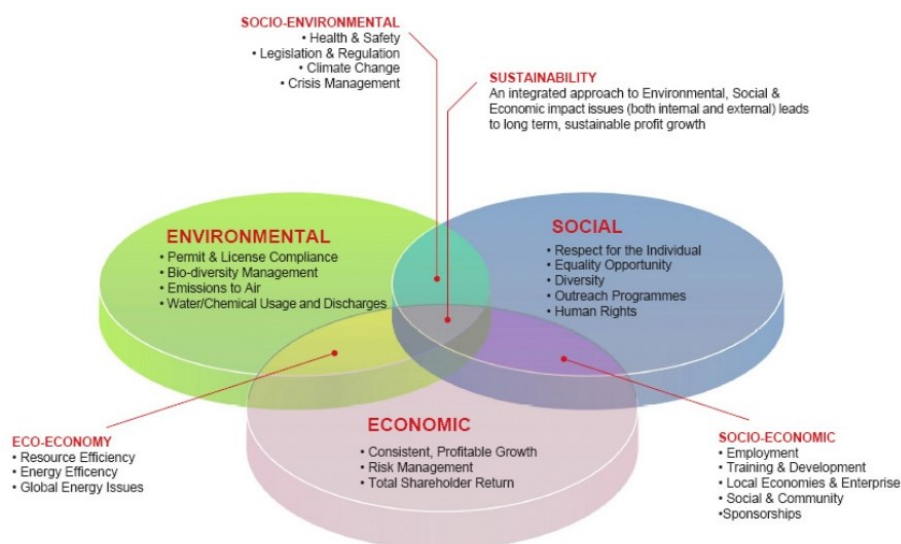 SOCIO-ENVIRONMENTAL
• Health & Safety
• Legislation & Regulation
• Climate Change
• Crisis Management
SUSTAINABILITY
An integrated approach to Environmental, Social &
Economic impact issues (both internal and external) leads
to long term, sustainable profit growth
ENVIRONMENTAL
• Permit & License Compliance
• Bio-diversity Management
• Emissions to Air
• Water/Chemical Usage and Discharges
SOCIAL
• Respect for the Individual
• Equality Opportunity
• Diversity
• Outreach Programmes
• Human Rights
ECO-ECONOMY
• Resource Efficiency
• Energy Efficency
• Global Energy Issues
ECONOMIC
• Consistent, Profitable Growth
• Risk Management
• Total Shareholder Return
SOCIO-ECONOMIC
• Employment
• Training & Development
• Local Economies & Enterprise
• Social & Community
•Sponsorships